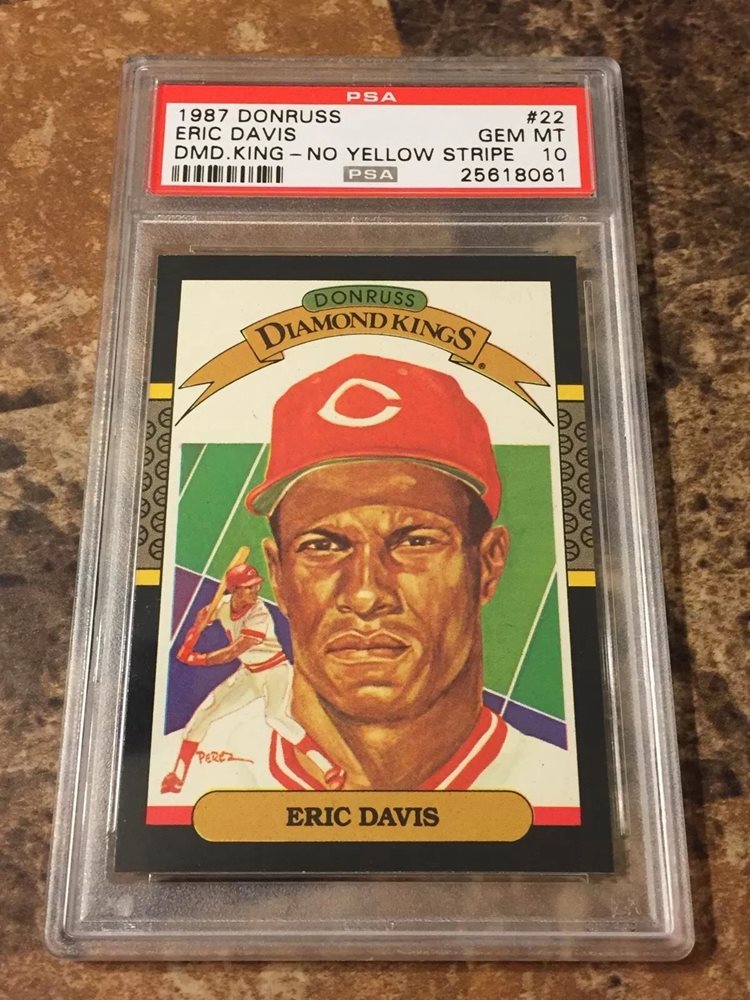 PSA
1987 DONRUSS #22
ERIC DAVIS GEM MT
DMD.KING-NO YELLOW STRIPE 10
PSA 25618061
DONRUSS
DIAMOND KINGS®
C
PEREZ
ERIC DAVIS